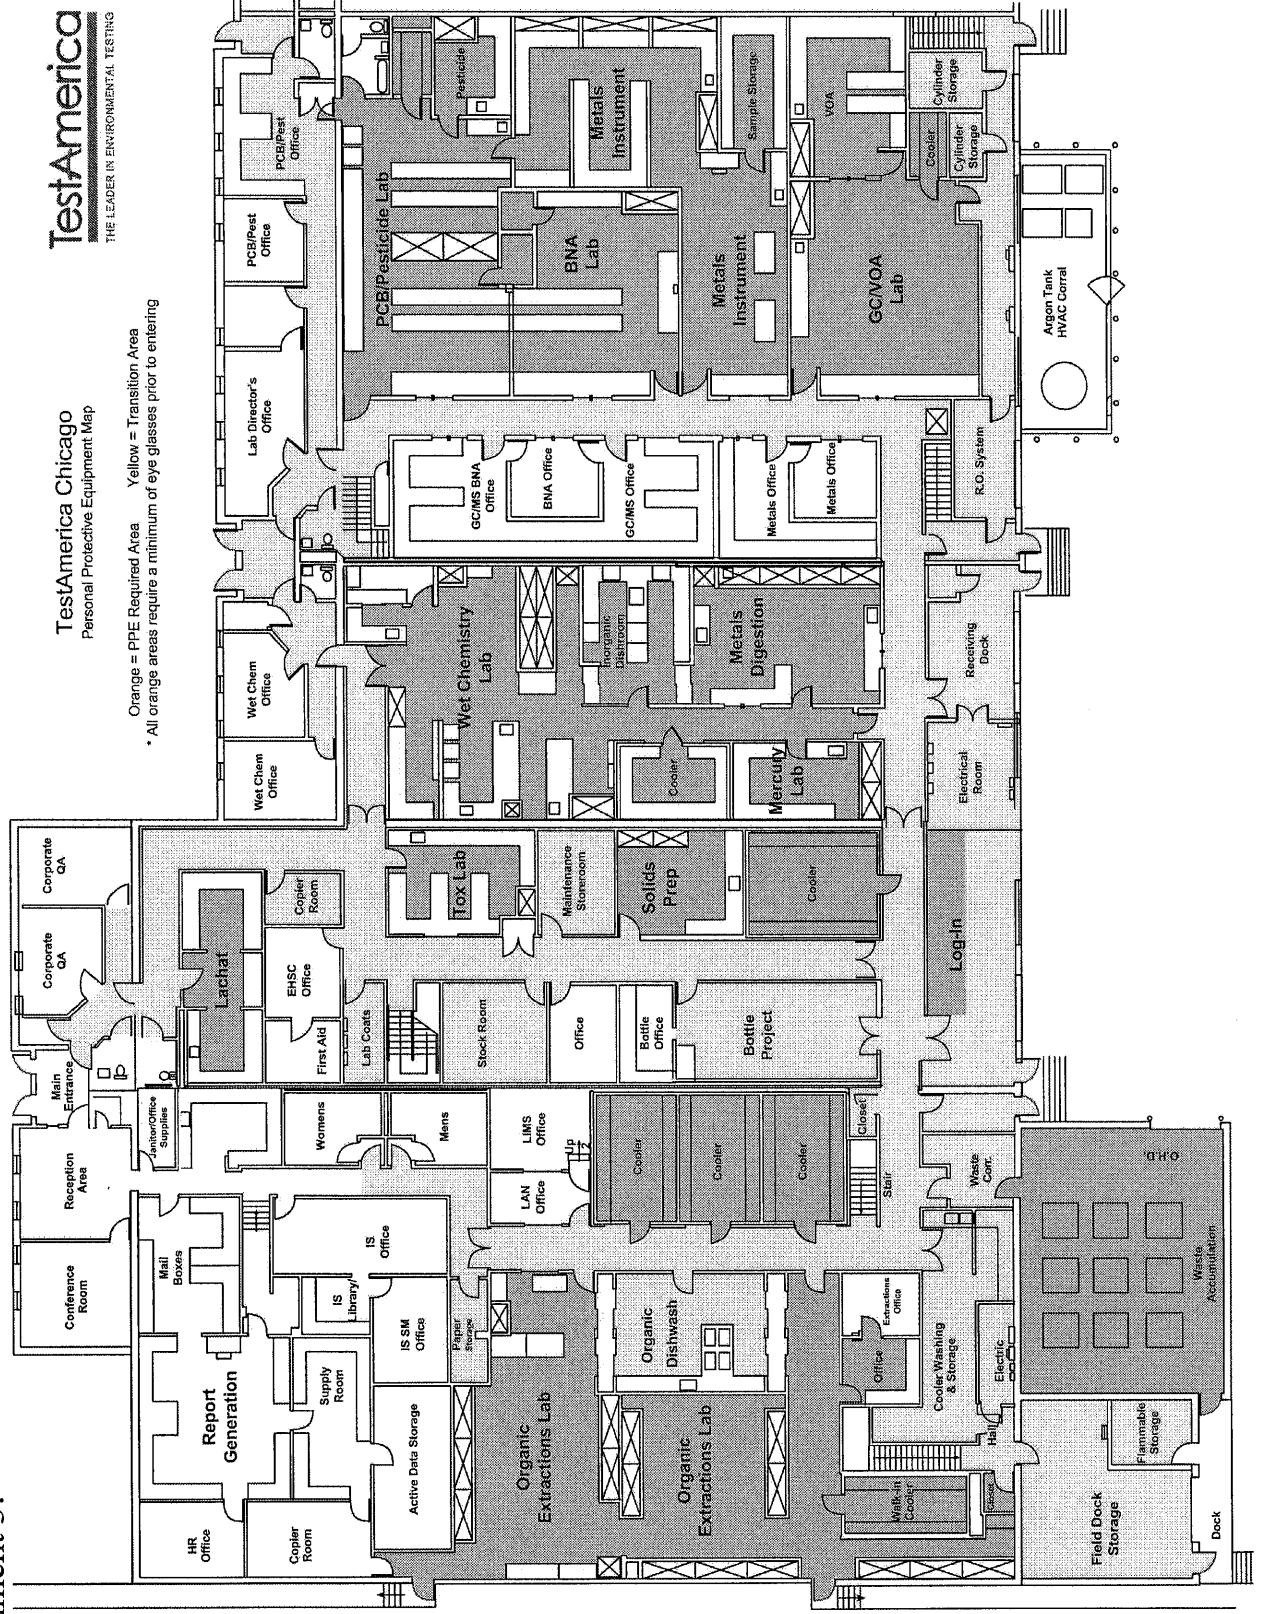 TestAmerica
THE LEADER IN ENVIRONMENTAL TESTING
TestAmerica Chicago
Personal Protective Equipment Map
Orange = PPE Required Area    Yellow = Transition Area
* All orange areas require a minimum of eye glasses prior to entering
Conference
Room
Reception
Area
Main
Entrance
Corporate
QA
Corporate
QA
HR
Office
Report
Generation
Mail
Boxes
Janitor/Office
Supplies
Lachat
Wet Chem
Office
Wet Chem
Office
Lab Director's
Office
PCB/Pest
Office
PCB/Pest
Office
Copier
Room
Supply
Room
IS
Library/
Womens
First Aid
EHSC
Office
Copier
Room
Active Data Storage
IS SM
Office
IS
Office
Mens
Lab Coats
Paper
Storage
LAN
Office
LIMS
Office
Up
2
Stock Room
Tox Lab
Wet Chemistry
Lab
GC/MS BNA
Office
BNA Office
GC/MS Office
PCB/Pesticide Lab
Pesticide
Organic
Extractions Lab
Office
Maintenance
Storeroom
Inorganic
Dishroom
BNA
Lab
Metals
Instrument
Organic
Extractions Lab
Organic
Dishwash
Cooler
Cooler
Cooler
Bottle
Office
Bottle
Project
Solids
Prep
Cooler
Cooler
Mercury
Lab
Metals
Digestion
Metals Office
Metals Office
Metals
Instrument
Sample Storage
Walk-in
Cooler
Closet
Office
Extractions
Office
Stair
Closet
GC/VOA
Lab
VOA
Cooler
Cylinder
Storage
Cylinder
Storage
Hall
Cooler Washing
& Storage
Electric
Waste
Corr.
Log-In
Electrical
Room
Receiving
Dock
R.O. System
Argon Tank
HVAC Corral
Field Dock
Storage
Flammable
Storage
Dock
Waste
Accumulation
O.H.D.